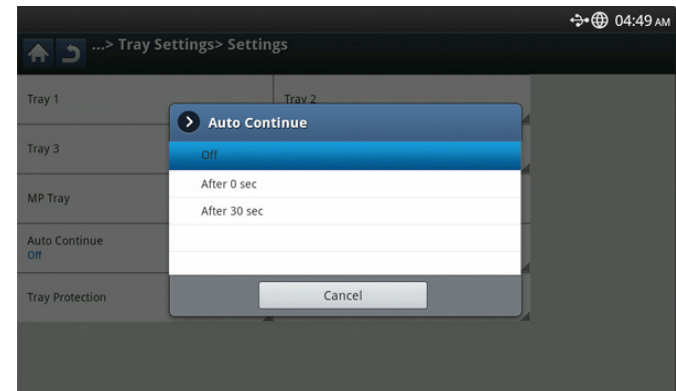 04:49 AM
...> Tray Settings> Settings
Tray 1
Tray 2
Auto Continue
Tray 3
Off
After 0 sec
MP Tray
After 30 sec
Auto Continue
Off
Tray Protection
Cancel